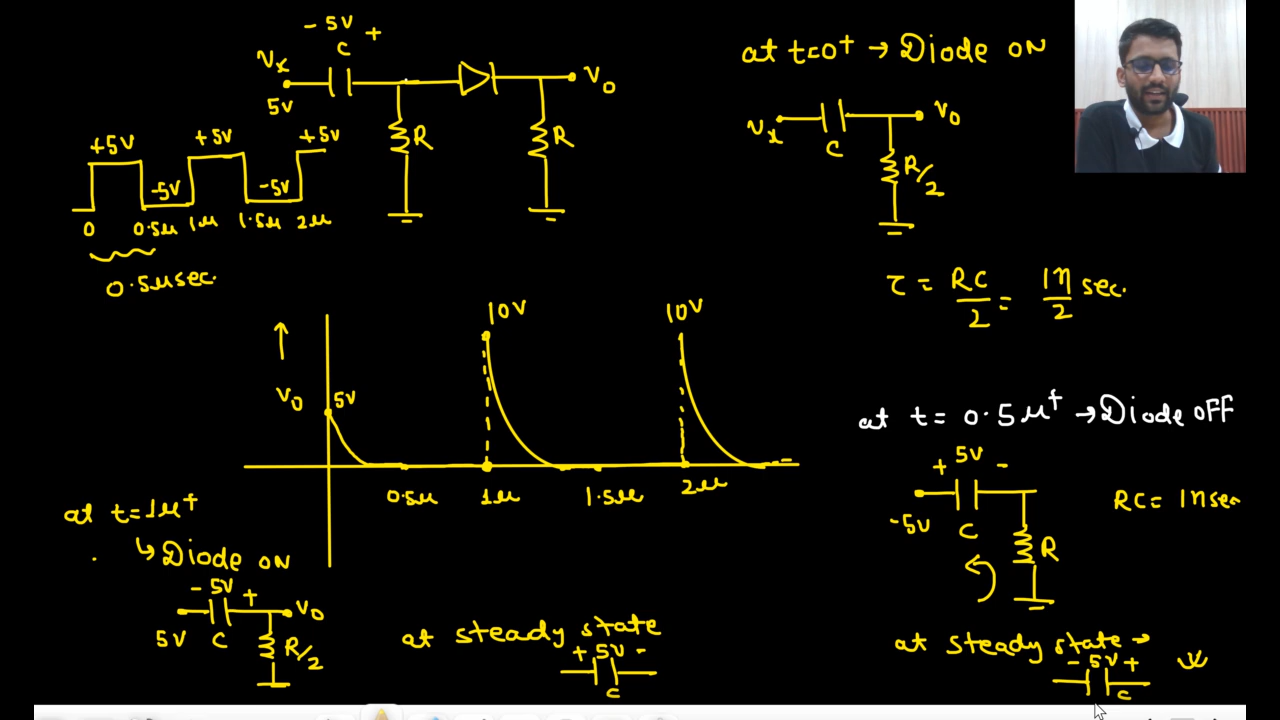 - 5V +
C
Vx
5V
Vo
R
R
+5V
+5V
+5V
-5V
-5V
0
0.5μ
1μ
1.5μ
2μ
0.5μsec.
at t=0⁺ → Diode ON
Vx
C
Vo
R/2
τ = RC/2 = 1η/2 sec.
10V
10V
↑
Vo
5V
0.5μ
1μ
1.5μ
2μ
at t = 0.5μ⁺ → Diode OFF
+ 5V -
-5V
C
R
RC = 1ηsec
at t=1μ⁺
↳ Diode ON
- 5V +
5V
C
Vo
R/2
at steady state
+ 5V -
C
at steady state →
- 5V +
C